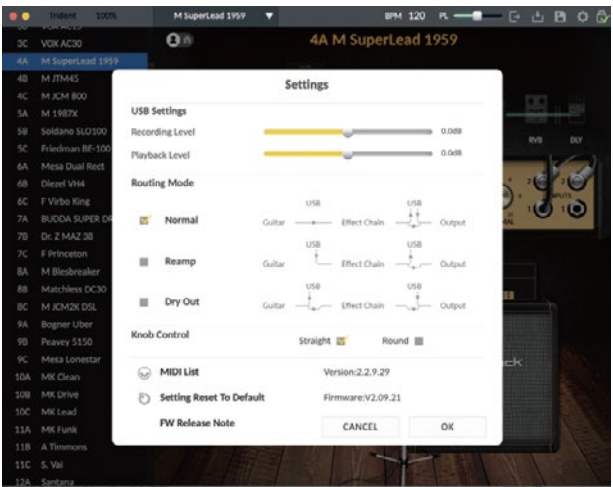 Trident 100%
M SuperLead 1959
BPM 120 PL
3C VOX AC30
4A M SuperLead 1959
4A M SuperLead 1959
4B M JTM45
4C M JCM 800
5A M 1987X
5B Soldano SLO100
5C Friedman BE-100
6A Mesa Dual Rect
6B Diezel VH4
6C F Virbo King
7A BUDDA SUPER DR
7B Dr. Z MAZ 38
7C F Princeton
8A M Blesbreaker
8B Matchless DC30
8C M JCM2K DSL
9A Bogner Uber
9B Peavey 5150
9C Mesa Lonestar
10A MK Clean
10B MK Drive
10C MK Lead
11A MK Funk
11B A Timmons
11C S. Vai
12A Santana
Settings
USB Settings
Recording Level 0.0dB
Playback Level 0.0dB
Routing Mode
USB USB
Normal Guitar Effect Chain Output
USB USB
Reamp Guitar Effect Chain Output
USB USB
Dry Out Guitar Effect Chain Output
Knob Control Straight Round
MIDI List Version:2.2.9.29
Setting Reset To Default Firmware:V2.09.21
FW Release Note CANCEL OK
RVB DLY
INPUTS